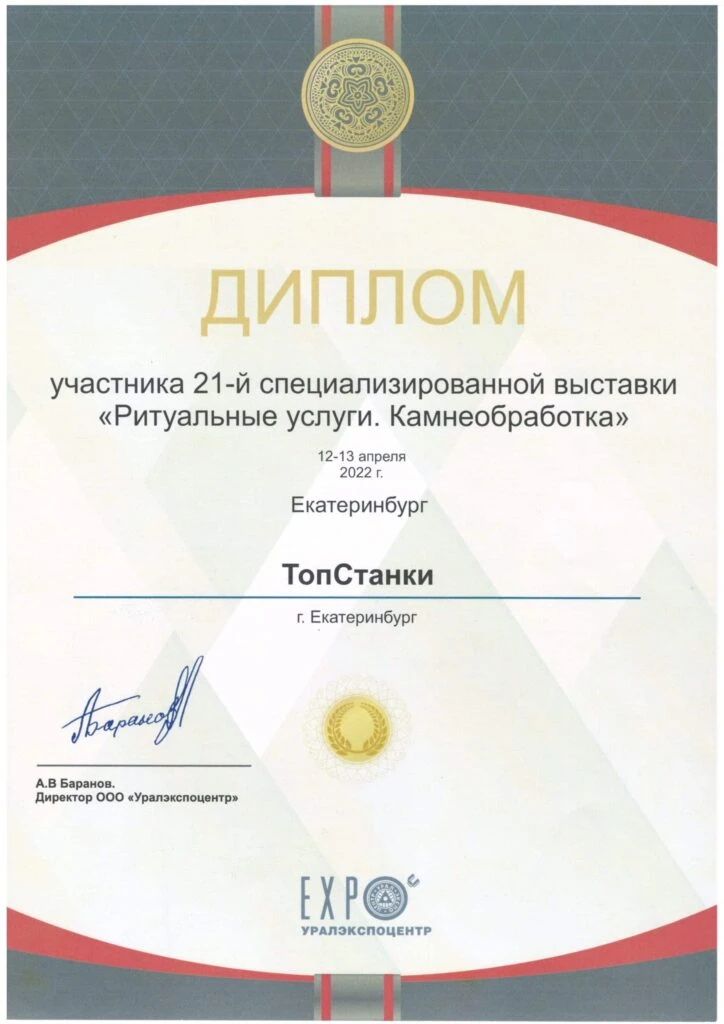 ДИПЛОМ
участника 21-й специализированной выставки
«Ритуальные услуги. Камнеобработка»
12-13 апреля
2022 г.
Екатеринбург
ТопСтанки
г. Екатеринбург
А.Баранов
А.В Баранов.
Директор ООО «Уралэкспоцентр»
EXPO
УРАЛЭКСПОЦЕНТР